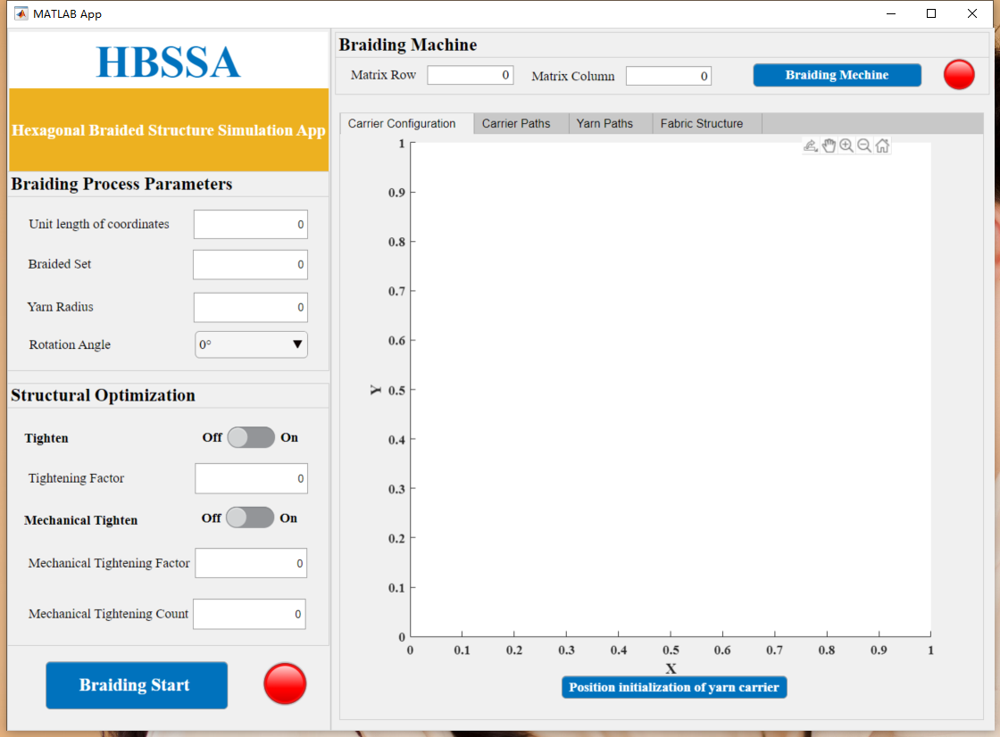 MATLAB App
HBSSA
Hexagonal Braided Structure Simulation App
Braiding Process Parameters
Unit length of coordinates 0
Braided Set 0
Yarn Radius 0
Rotation Angle 0°
Structural Optimization
Tighten Off On
Tightening Factor 0
Mechanical Tighten Off On
Mechanical Tightening Factor 0
Mechanical Tightening Count 0
Braiding Start
Braiding Machine
Matrix Row 0 Matrix Column 0 Braiding Mechine
Carrier Configuration Carrier Paths Yarn Paths Fabric Structure
1
0.9
0.8
0.7
0.6
Y 0.5
0.4
0.3
0.2
0.1
0
0 0.1 0.2 0.3 0.4 0.5 0.6 0.7 0.8 0.9 1
X
Position initialization of yarn carrier